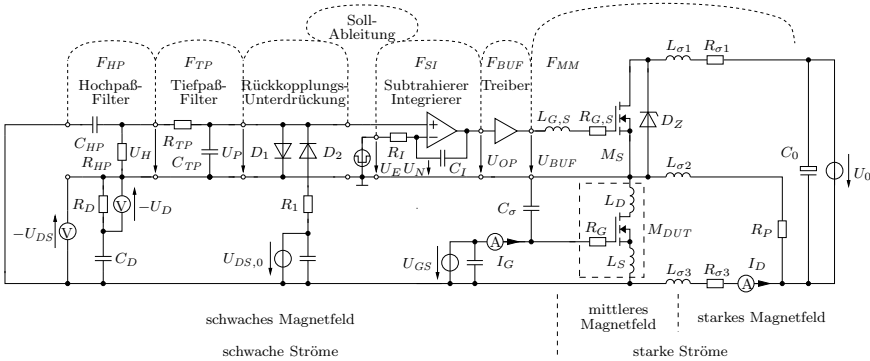 Soll-
Ableitung
F_HP
F_TP
F_SI
F_BUF
F_MM
Hochpaß-
Filter
Tiefpaß-
Filter
Rückkopplungs-
Unterdrückung
Subtrahierer
Integrierer
Treiber
L_σ1
R_σ1
L_G,S
R_G,S
D_Z
M_S
C_HP
R_HP
U_H
R_TP
C_TP
U_P
D_1
D_2
U_E
U_N
R_I
C_I
U_OP
U_BUF
C_0
U_0
L_σ2
−U_DS
V
R_D
V
−U_D
C_D
R_1
U_DS,0
U_GS
A
I_G
C_σ
R_G
L_D
M_DUT
L_S
R_P
L_σ3
R_σ3
A
I_D
schwaches Magnetfeld
mittleres
Magnetfeld
starkes Magnetfeld
schwache Ströme
starke Ströme